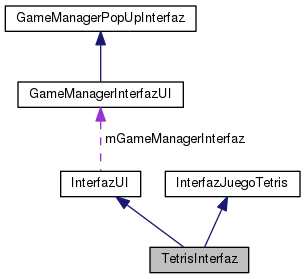 GameManagerPopUpInterfaz
GameManagerInterfazUI
mGameManagerInterfaz
InterfazUI
InterfazJuegoTetris
TetrisInterfaz